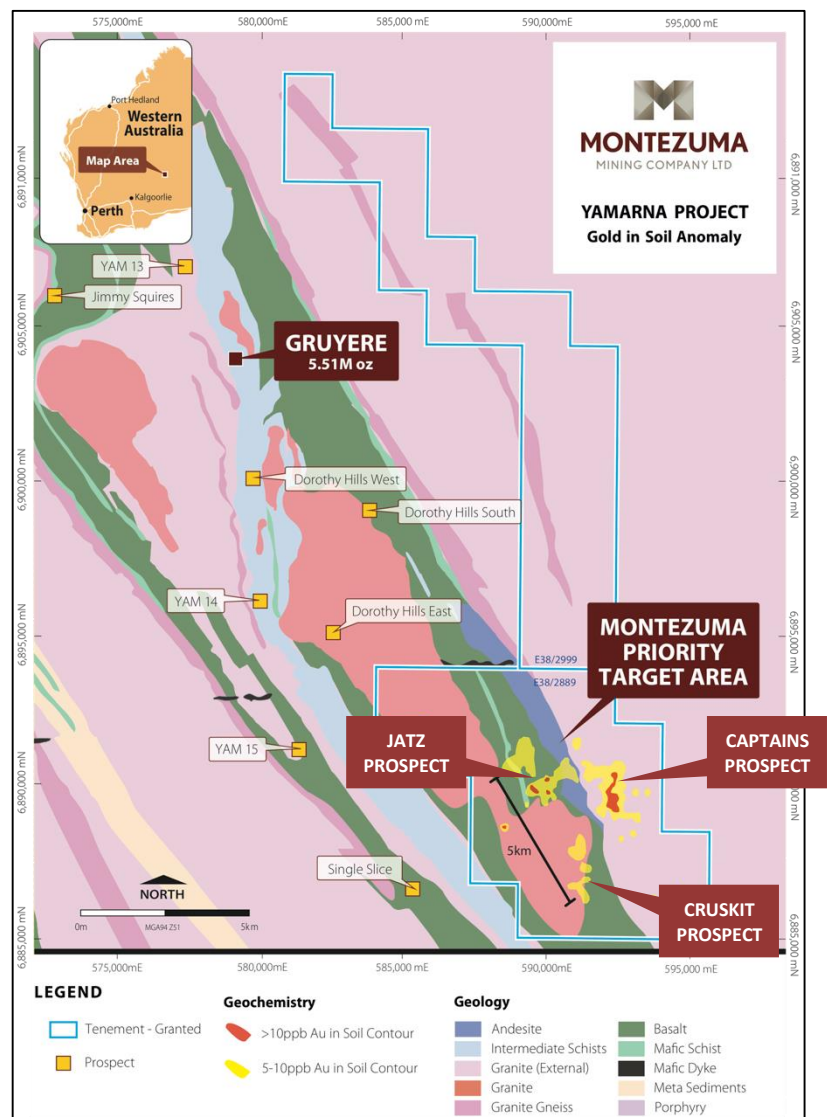 575,000mE
580,000mE
585,000mE
590,000mE
595,000mE
Port Hedland
Western
Australia
Map Area
Kalgoorlie
Perth
MONTEZUMA
MINING COMPANY LTD
YAMARNA PROJECT
Gold in Soil Anomaly
6,891,000 mN
6,891,000 mN
YAM 13
Jimmy Squires
6,905,000 mN
6,905,000 mN
GRUYERE
5.51M oz
6,900,000 mN
6,900,000 mN
Dorothy Hills West
Dorothy Hills South
YAM 14
Dorothy Hills East
6,895,000 mN
6,895,000 mN
E38/2999
E38/2889
MONTEZUMA
PRIORITY
TARGET AREA
JATZ
PROSPECT
CAPTAINS
PROSPECT
YAM 15
6,890,000 mN
5km
Single Slice
CRUSKIT
PROSPECT
NORTH
0m
MGA94 Z51
5km
6,885,000 mN
6,885,000 mN
575,000mE
580,000mE
585,000mE
590,000mE
595,000mE
LEGEND
Tenement - Granted
Prospect
Geochemistry
>10ppb Au in Soil Contour
5-10ppb Au in Soil Contour
Geology
Andesite
Intermediate Schists
Granite (External)
Granite
Granite Gneiss
Basalt
Mafic Schist
Mafic Dyke
Meta Sediments
Porphyry